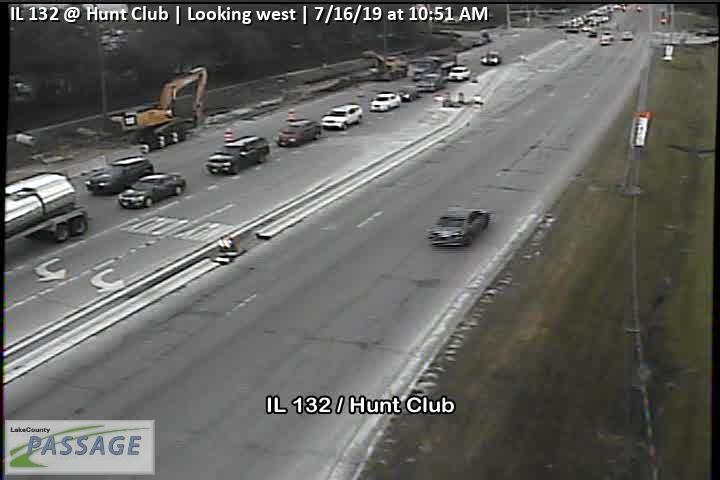 IL 132 @ Hunt Club | Looking west | 7/16/19 at 10:51 AM
IL 132 / Hunt Club
LakeCounty
PASSAGE